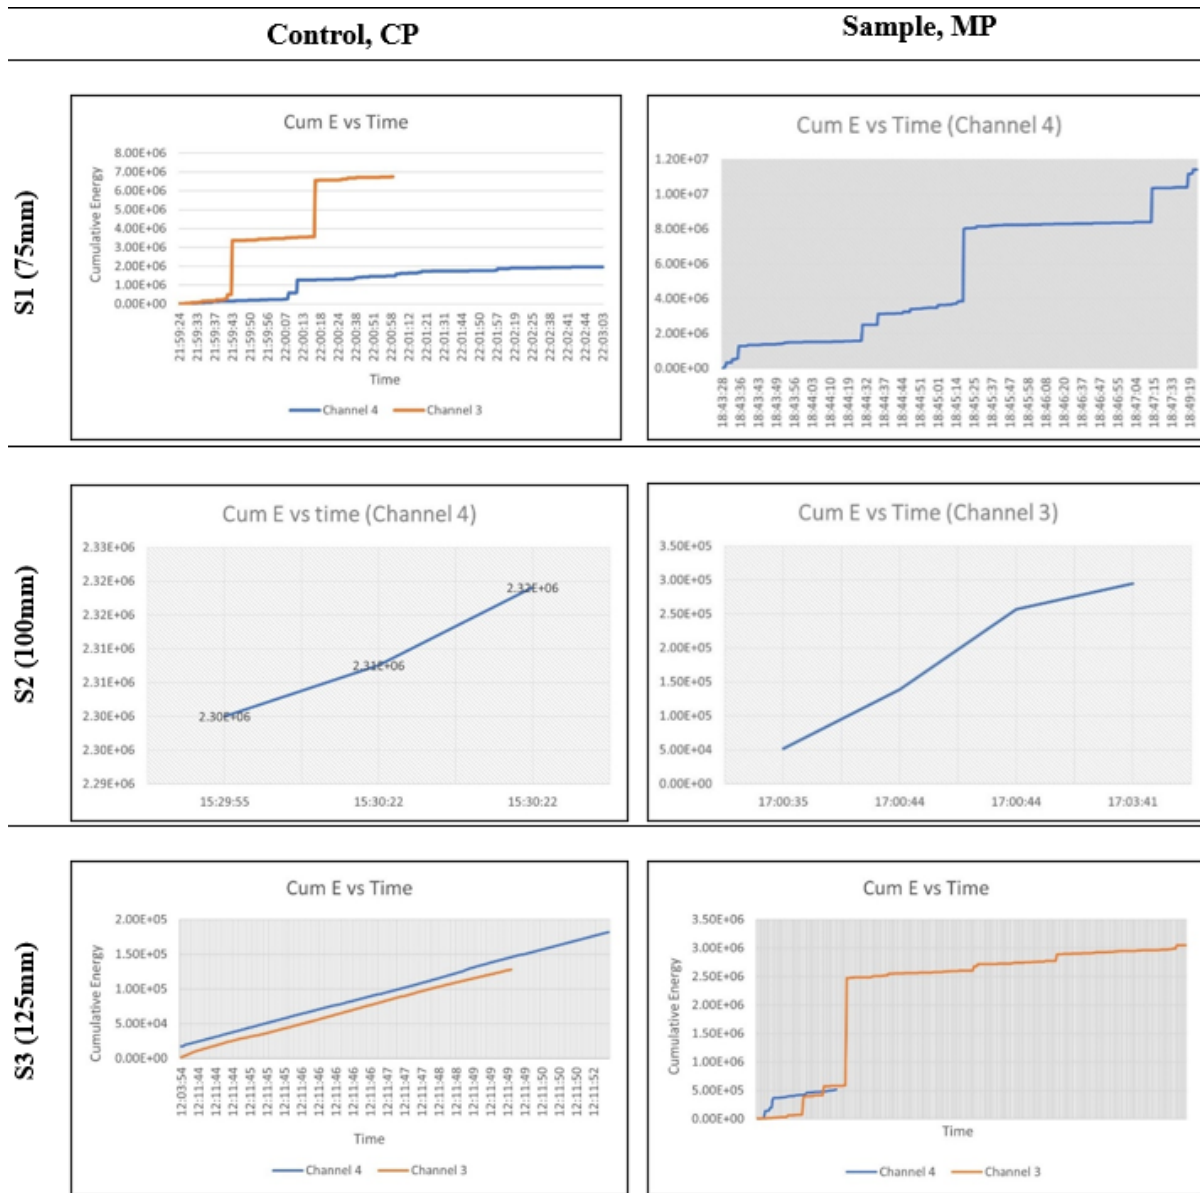 Control, CP
Sample, MP
S1 (75mm)
Cum E vs Time
8.00E+06
7.00E+06
6.00E+06
5.00E+06
4.00E+06
3.00E+06
2.00E+06
1.00E+06
0.00E+00
Cumulative Energy
21:59:24
21:59:33
21:59:37
21:59:43
21:59:50
21:59:56
22:00:07
22:00:13
22:00:18
22:00:24
22:00:38
22:00:51
22:00:58
22:01:12
22:01:21
22:01:31
22:01:44
22:01:50
22:01:57
22:02:19
22:02:25
22:02:38
22:02:41
22:02:44
22:03:03
Time
Channel 4
Channel 3
Cum E vs Time (Channel 4)
1.20E+07
1.00E+07
8.00E+06
6.00E+06
4.00E+06
2.00E+06
0.00E+00
18:43:28
18:43:36
18:43:43
18:43:49
18:43:56
18:44:03
18:44:10
18:44:19
18:44:32
18:44:37
18:44:44
18:44:51
18:45:01
18:45:14
18:45:25
18:45:37
18:45:47
18:45:58
18:46:08
18:46:20
18:46:37
18:46:47
18:46:55
18:47:04
18:47:15
18:47:33
18:49:19
S2 (100mm)
Cum E vs time (Channel 4)
2.33E+06
2.32E+06
2.32E+06
2.31E+06
2.31E+06
2.30E+06
2.30E+06
2.29E+06
2.30E+06
2.31E+06
2.32E+06
15:29:55
15:30:22
15:30:22
Cum E vs Time (Channel 3)
3.50E+05
3.00E+05
2.50E+05
2.00E+05
1.50E+05
1.00E+05
5.00E+04
0.00E+00
17:00:35
17:00:44
17:00:44
17:03:41
S3 (125mm)
Cum E vs Time
2.00E+05
1.50E+05
1.00E+05
5.00E+04
0.00E+00
Cumulative Energy
12:03:54
12:11:44
12:11:44
12:11:44
12:11:45
12:11:45
12:11:45
12:11:46
12:11:46
12:11:46
12:11:46
12:11:46
12:11:47
12:11:47
12:11:47
12:11:48
12:11:48
12:11:49
12:11:49
12:11:49
12:11:49
12:11:50
12:11:50
12:11:50
12:11:52
Time
Channel 4
Channel 3
Cum E vs Time
3.50E+06
3.00E+06
2.50E+06
2.00E+06
1.50E+06
1.00E+06
5.00E+05
0.00E+00
Cumulative Energy
Time
Channel 4
Channel 3